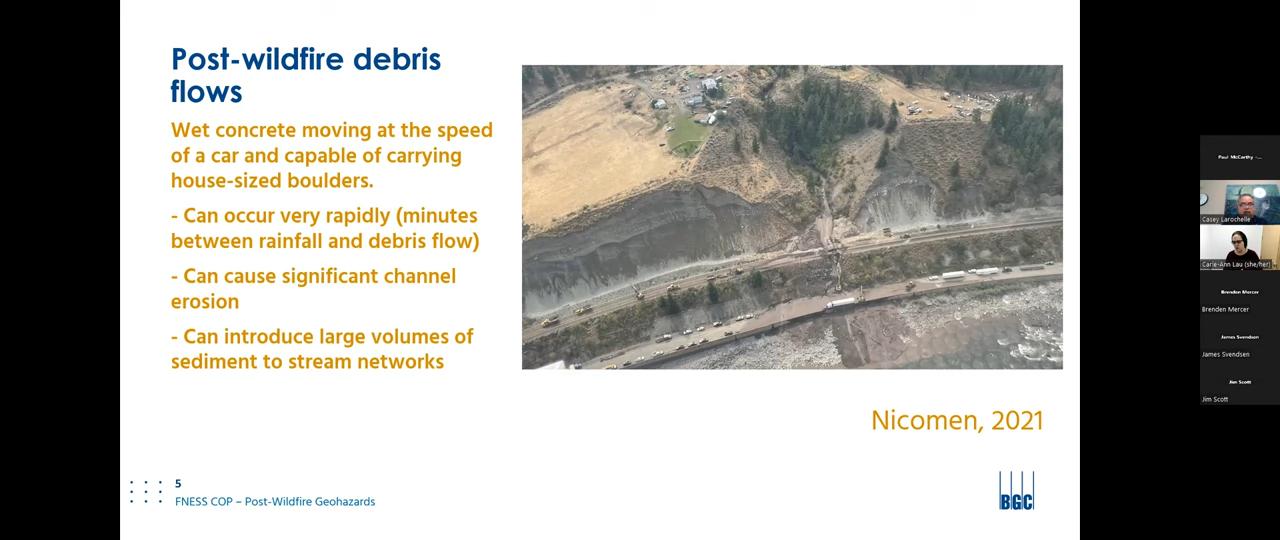 Post-wildfire debris
flows
Wet concrete moving at the speed
of a car and capable of carrying
house-sized boulders.
- Can occur very rapidly (minutes
between rainfall and debris flow)
- Can cause significant channel
erosion
- Can introduce large volumes of
sediment to stream networks
Nicomen, 2021
5
FNESS COP – Post-Wildfire Geohazards
BGC
Paul McCarthy -...
Casey Larochelle
Carie-Ann Lau (she/her)
Brenden Mercer
Brenden Mercer
James Svendsen
James Svendsen
Jim Scott
Jim Scott